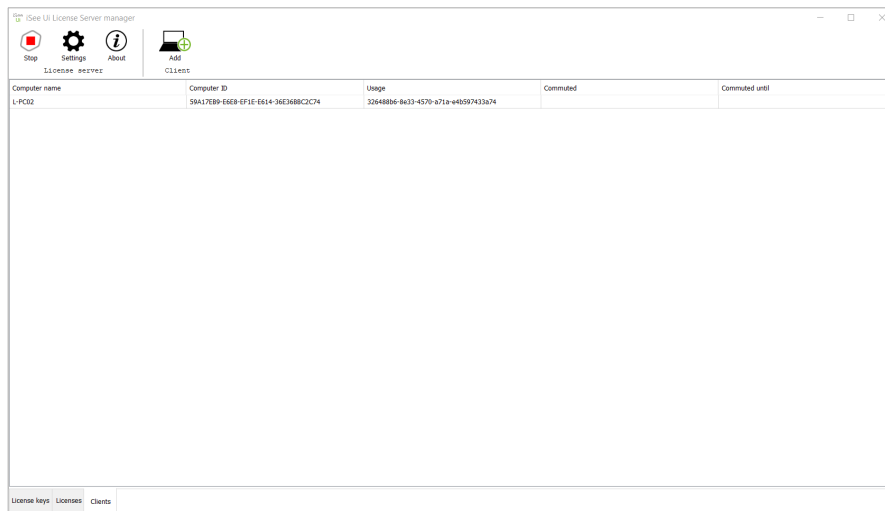 iSee Ui License Server manager
Stop Settings About Add
License server Client
Computer name Computer ID Usage Commuted Commuted until
L-PC02 59A17EB9-E6E8-EF1E-E614-36E36B8C2C74 326488b6-8e33-4570-a71a-e4b597433a74
License keys Licenses Clients